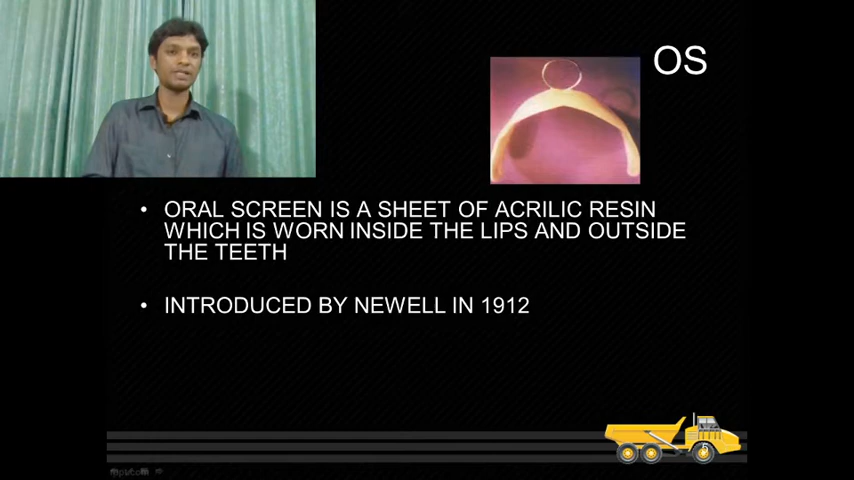 OS
• ORAL SCREEN IS A SHEET OF ACRILIC RESIN
WHICH IS WORN INSIDE THE LIPS AND OUTSIDE
THE TEETH
• INTRODUCED BY NEWELL IN 1912